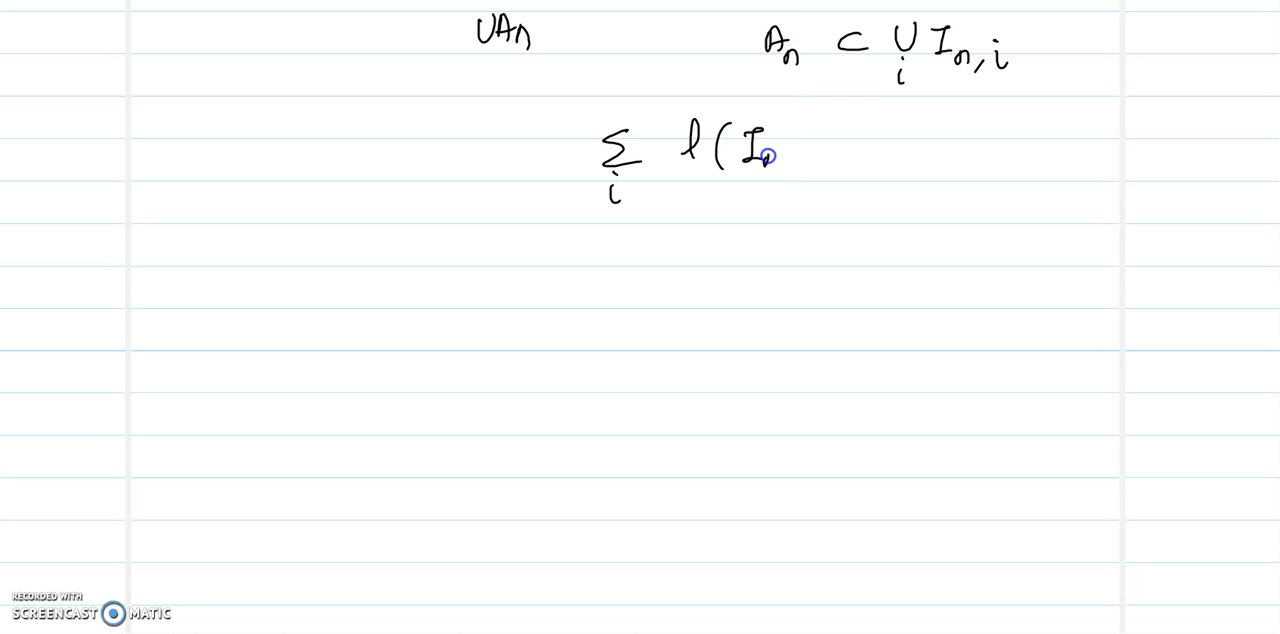 ∪An An ⊂ ∪ I n,i
i
Σ l ( In
i
RECORDED WITH
SCREENCAST MATIC